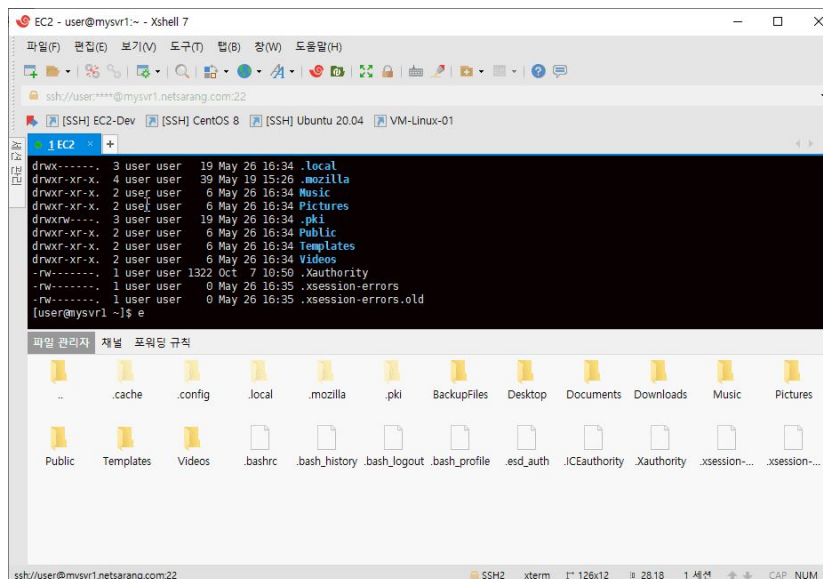 EC2 - user@mysvr1:~ - Xshell 7
파일(F) 편집(E) 보기(V) 도구(T) 탭(B) 창(W) 도움말(H)
ssh://user:****@mysvr1.netsarang.com:22
[SSH] EC2-Dev [SSH] CentOS 8 [SSH] Ubuntu 20.04 VM-Linux-01
세션 관리
1 EC2 × +
drwx------. 3 user user 19 May 26 16:34 .local
drwxr-xr-x. 4 user user 39 May 19 15:26 .mozilla
drwxr-xr-x. 2 user user 6 May 26 16:34 Music
drwxr-xr-x. 2 user user 6 May 26 16:34 Pictures
drwxrw----. 3 user user 19 May 26 16:34 .pki
drwxr-xr-x. 2 user user 6 May 26 16:34 Public
drwxr-xr-x. 2 user user 6 May 26 16:34 Templates
drwxr-xr-x. 2 user user 6 May 26 16:34 Videos
-rw-------. 1 user user 1322 Oct 7 10:50 .Xauthority
-rw-------. 1 user user 0 May 26 16:35 .xsession-errors
-rw-------. 1 user user 0 May 26 16:35 .xsession-errors.old
[user@mysvr1 ~]$ e
파일 관리자 채널 포워딩 규칙
.. .cache .config .local .mozilla .pki BackupFiles Desktop Documents Downloads Music Pictures
Public Templates Videos .bashrc .bash_history .bash_logout .bash_profile .esd_auth .ICEauthority .Xauthority .xsession-... .xsession-...
ssh://user@mysvr1.netsarang.com:22 SSH2 xterm 126x12 28,18 1 세션 CAP NUM